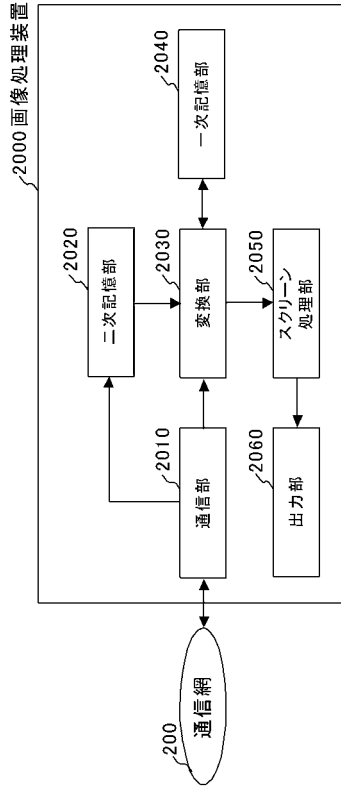 2000 画像処理装置
2020
二次記憶部
2040
一次記憶部
2030
変換部
2010
通信部
200
通信網
2050
スクリーン
処理部
2060
出力部